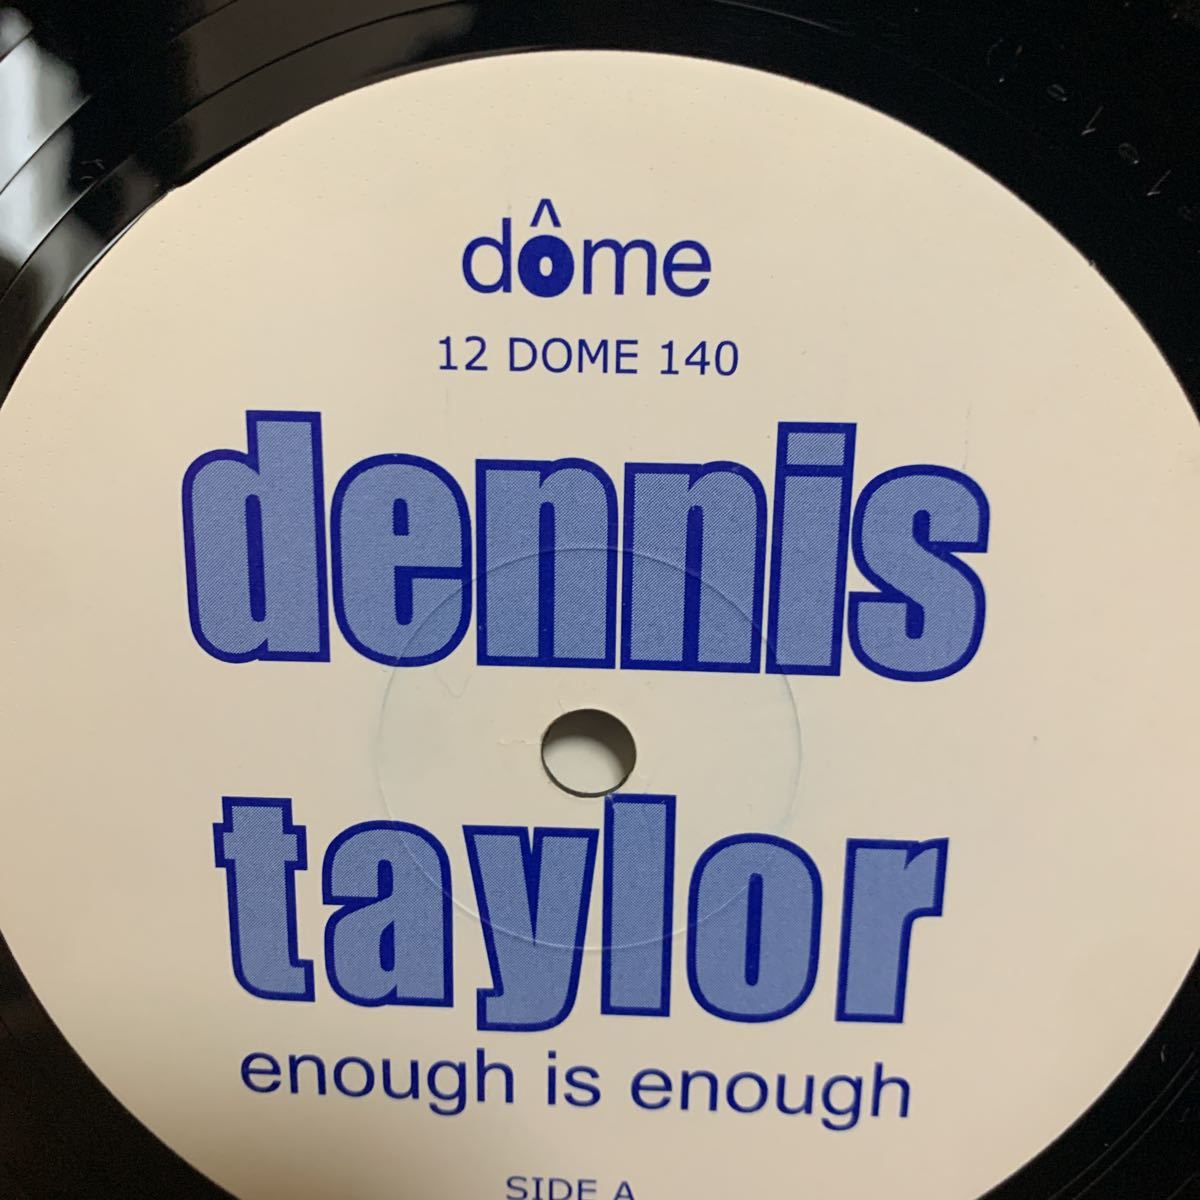 dôme
12 DOME 140
dennis
taylor
enough is enough
SIDE A